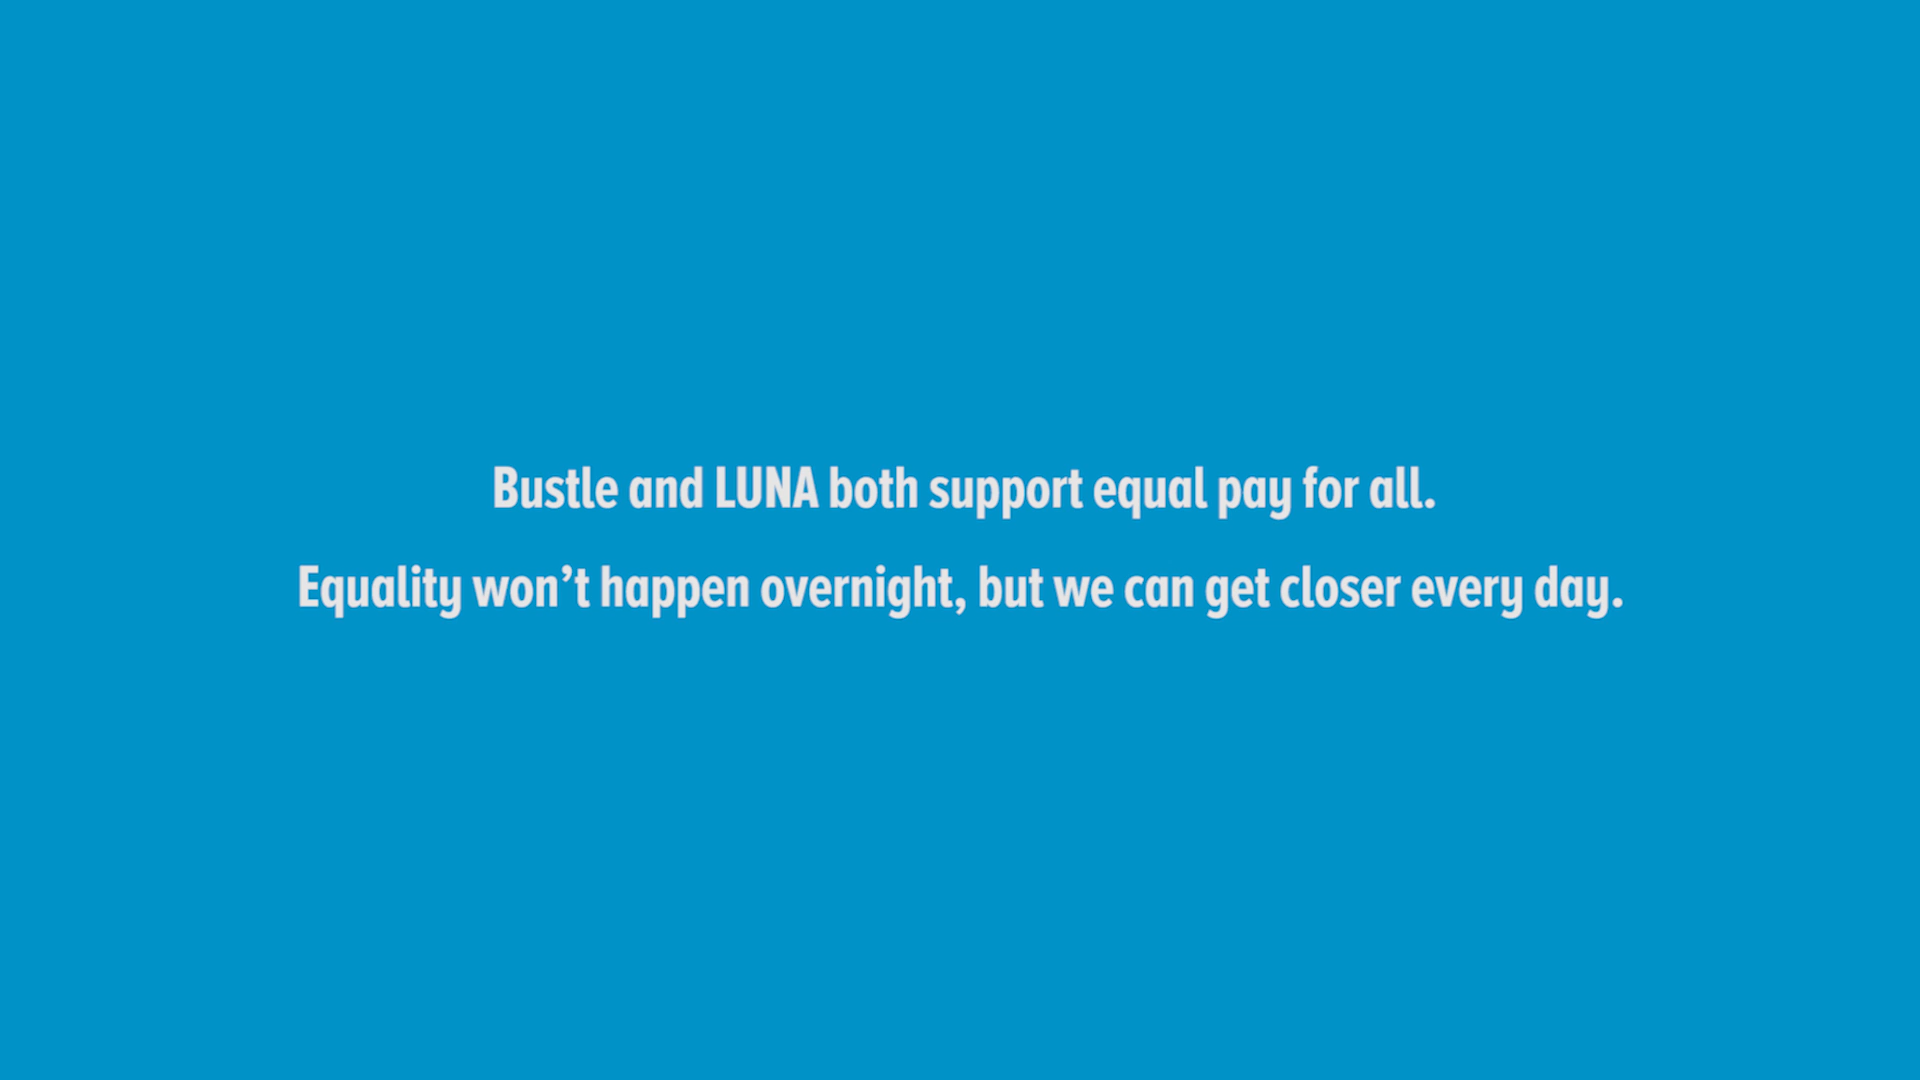 Bustle and LUNA both support equal pay for all.
Equality won’t happen overnight, but we can get closer every day.